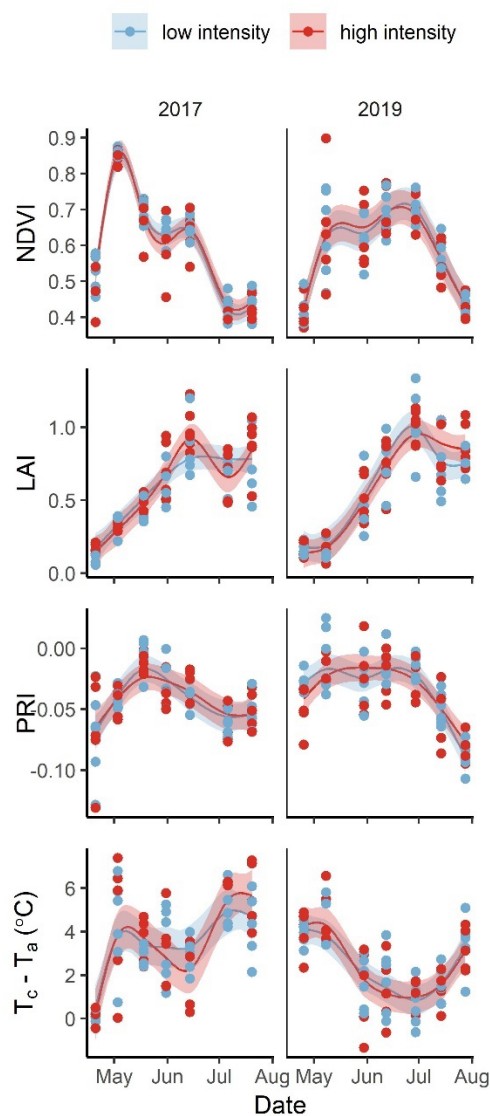 low intensity high intensity
2017 2019
NDVI
0.9
0.8
0.7
0.6
0.5
0.4
LAI
1.0
0.5
0.0
PRI
0.00
-0.05
-0.10
Tc - Ta (°C)
6
4
2
0
May Jun Jul Aug May Jun Jul Aug
Date